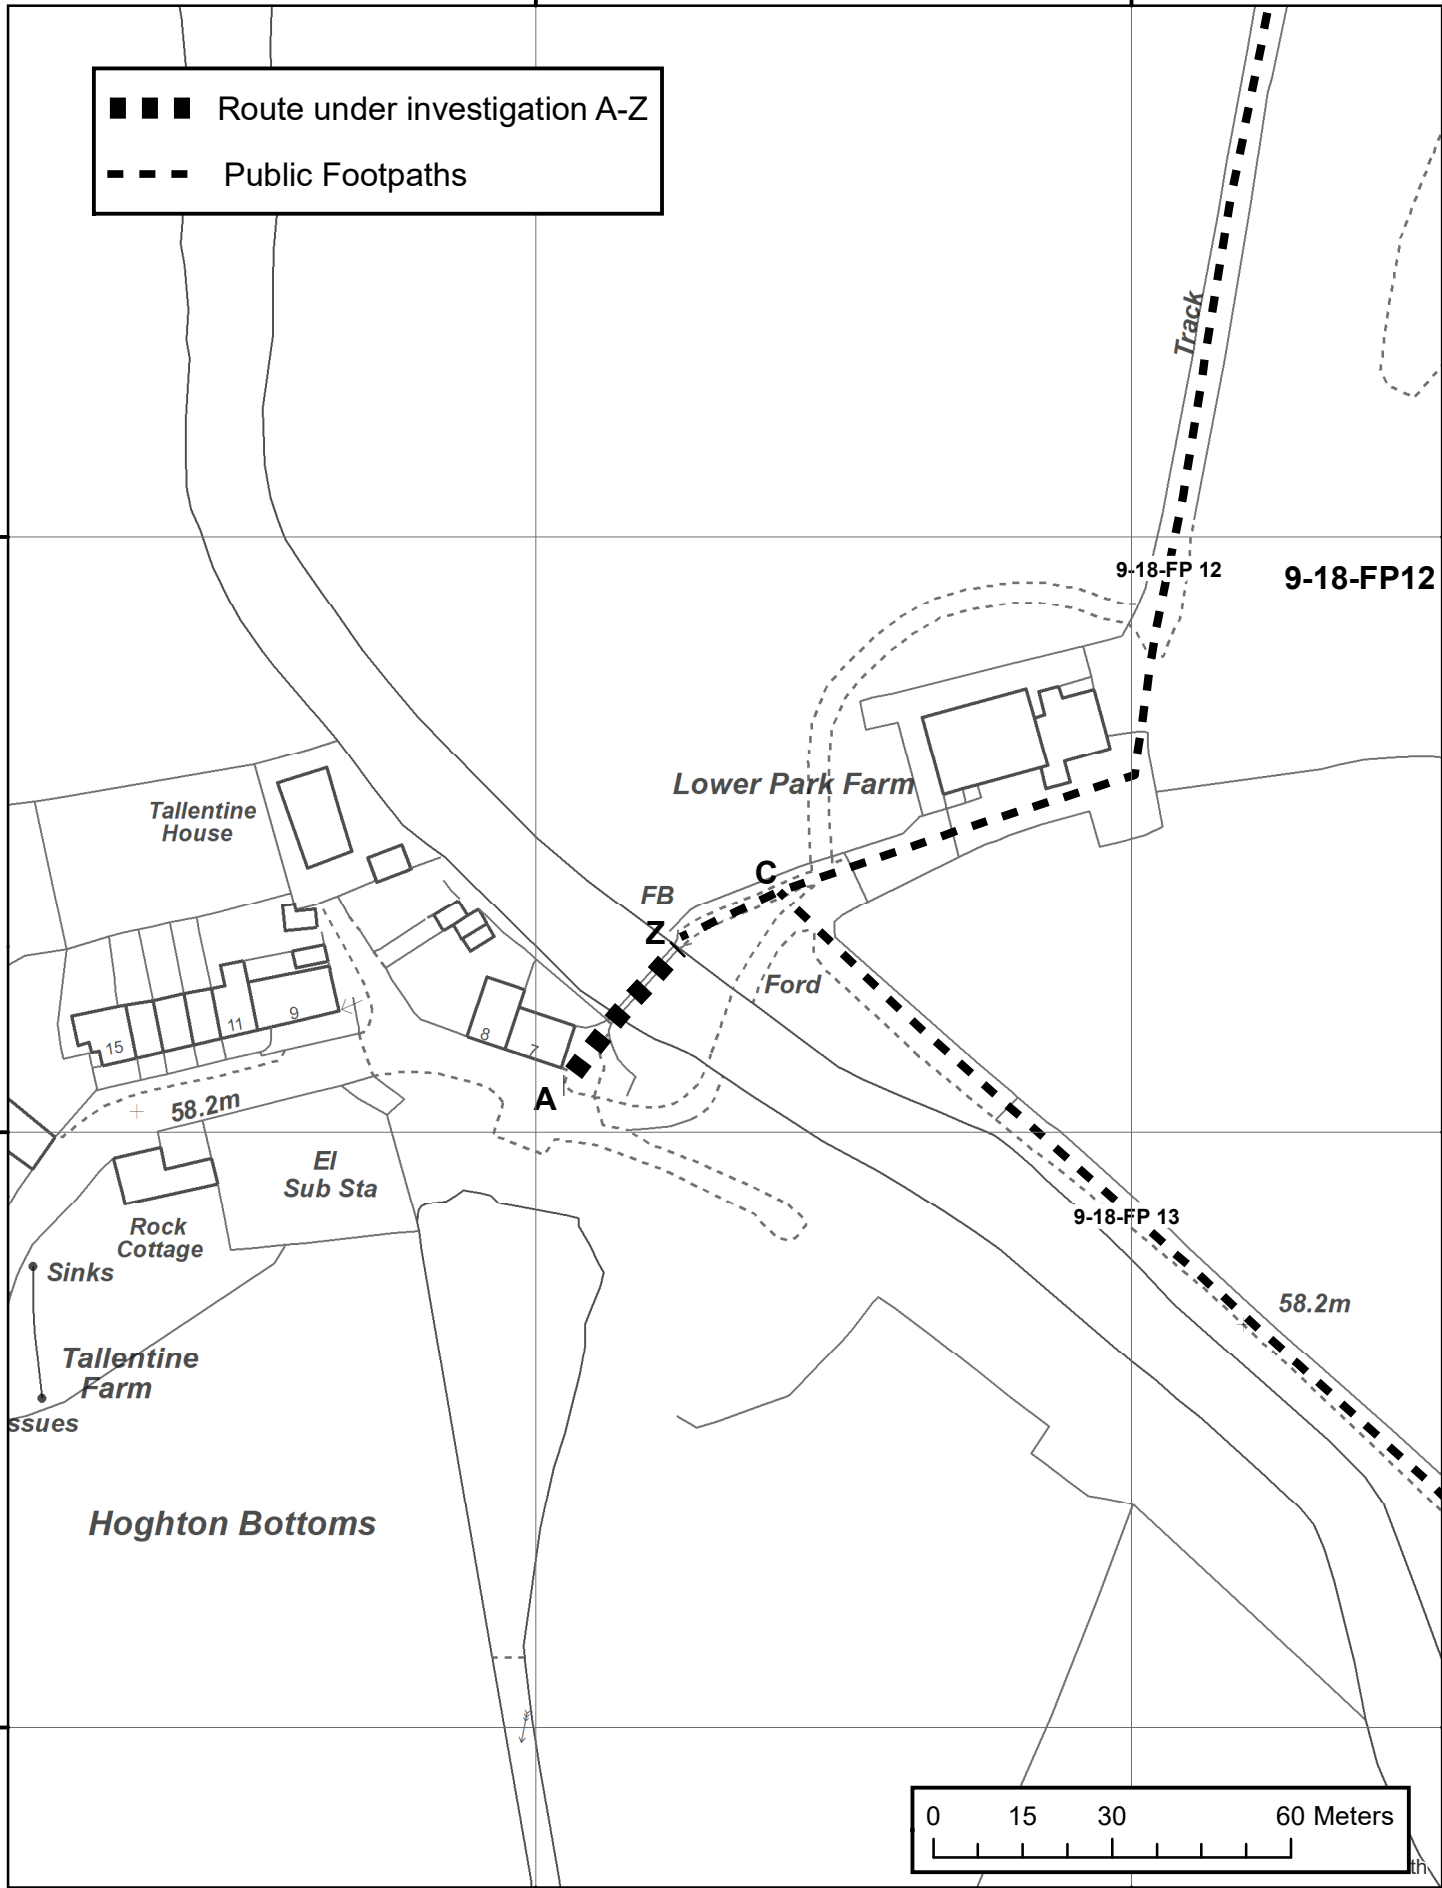 Route under investigation A-Z
Public Footpaths
Track
9-18-FP 12
9-18-FP12
Lower Park Farm
Tallentine
House
C
FB
Z
Ford
15
11
9
8
7
A
58.2m
El
Sub Sta
Rock
Cottage
9-18-FP 13
Sinks
58.2m
Tallentine
Farm
ssues
Hoghton Bottoms
0 15 30 60 Meters
th